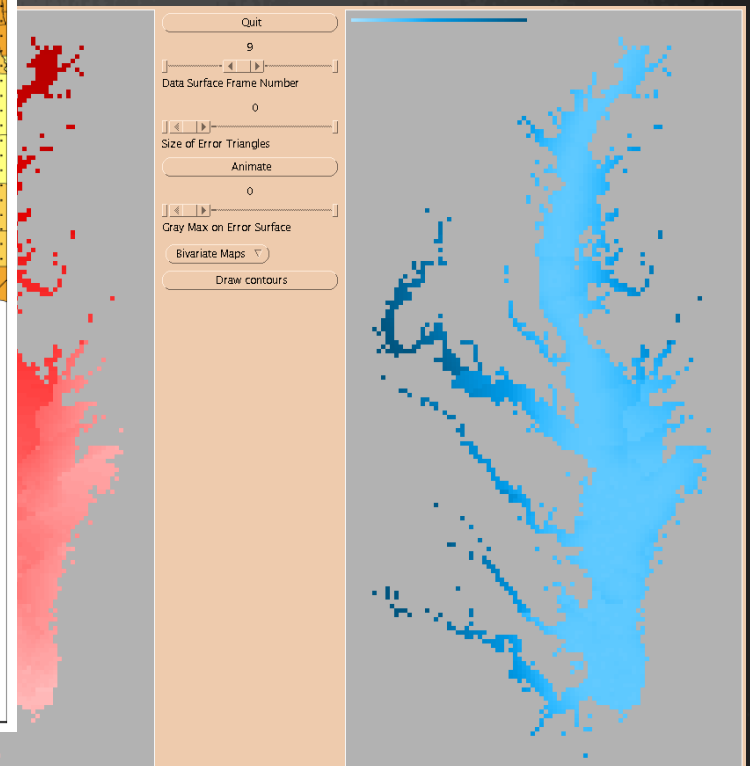 Quit
9
Data Surface Frame Number
0
Size of Error Triangles
Animate
0
Gray Max on Error Surface
Bivariate Maps
Draw contours